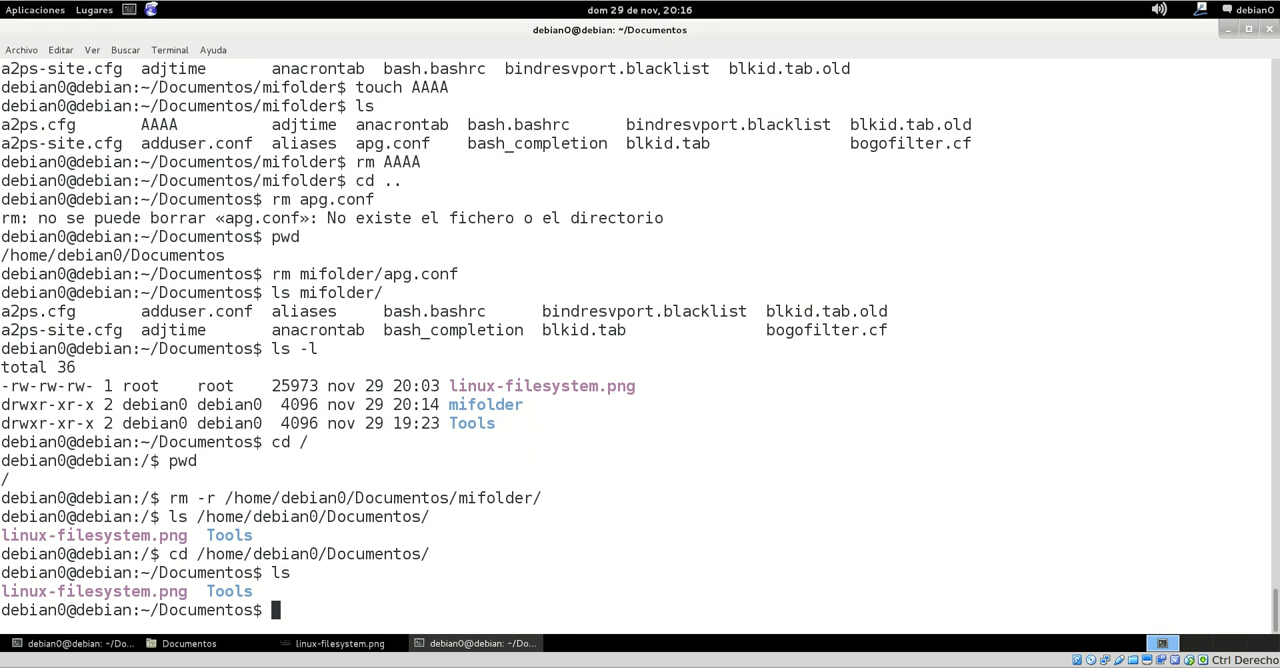 Aplicaciones Lugares dom 29 de nov, 20:16 debian0
debian0@debian: ~/Documentos
Archivo Editar Ver Buscar Terminal Ayuda
a2ps-site.cfg  adjtime       anacrontab  bash.bashrc  bindresvport.blacklist  blkid.tab.old
debian0@debian:~/Documentos/mifolder$ touch AAAA
debian0@debian:~/Documentos/mifolder$ ls
a2ps.cfg       AAAA          adjtime  anacrontab  bash.bashrc      bindresvport.blacklist  blkid.tab.old
a2ps-site.cfg  adduser.conf  aliases  apg.conf    bash_completion  blkid.tab               bogofilter.cf
debian0@debian:~/Documentos/mifolder$ rm AAAA
debian0@debian:~/Documentos/mifolder$ cd ..
debian0@debian:~/Documentos$ rm apg.conf
rm: no se puede borrar «apg.conf»: No existe el fichero o el directorio
debian0@debian:~/Documentos$ pwd
/home/debian0/Documentos
debian0@debian:~/Documentos$ rm mifolder/apg.conf
debian0@debian:~/Documentos$ ls mifolder/
a2ps.cfg       adduser.conf  aliases     bash.bashrc      bindresvport.blacklist  blkid.tab.old
a2ps-site.cfg  adjtime       anacrontab  bash_completion  blkid.tab               bogofilter.cf
debian0@debian:~/Documentos$ ls -l
total 36
-rw-rw-rw- 1 root    root    25973 nov 29 20:03 linux-filesystem.png
drwxr-xr-x 2 debian0 debian0  4096 nov 29 20:14 mifolder
drwxr-xr-x 2 debian0 debian0  4096 nov 29 19:23 Tools
debian0@debian:~/Documentos$ cd /
debian0@debian:/$ pwd
/
debian0@debian:/$ rm -r /home/debian0/Documentos/mifolder/
debian0@debian:/$ ls /home/debian0/Documentos/
linux-filesystem.png  Tools
debian0@debian:/$ cd /home/debian0/Documentos/
debian0@debian:~/Documentos$ ls
linux-filesystem.png  Tools
debian0@debian:~/Documentos$
debian0@debian: ~/Do... Documentos linux-filesystem.png debian0@debian: ~/Do...
Ctrl Derecho